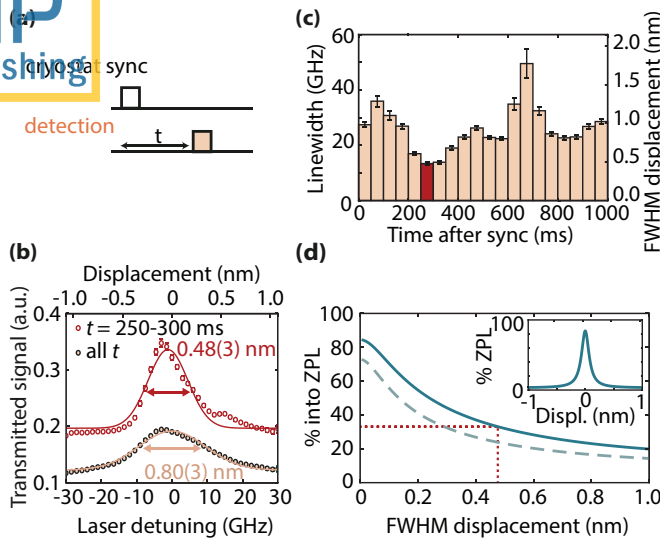 (a)
P
shing
cryostat sync
detection
t
(b)
Displacement (nm)
-1.0 -0.5 0 0.5 1.0
Transmitted signal (a.u.)
0.4
0.3
0.2
0.1
t = 250-300 ms
all t
0.48(3) nm
0.80(3) nm
-30 -20 -10 0 10 20 30
Laser detuning (GHz)
(c)
Linewidth (GHz)
60
40
20
0
FWHM displacement (nm)
2.0
1.5
1.0
0.5
0.0
0 200 400 600 800 1000
Time after sync (ms)
(d)
% into ZPL
100
80
60
40
20
0
% ZPL
100
0
-1 0 1
Displ. (nm)
0 0.2 0.4 0.6 0.8 1.0
FWHM displacement (nm)